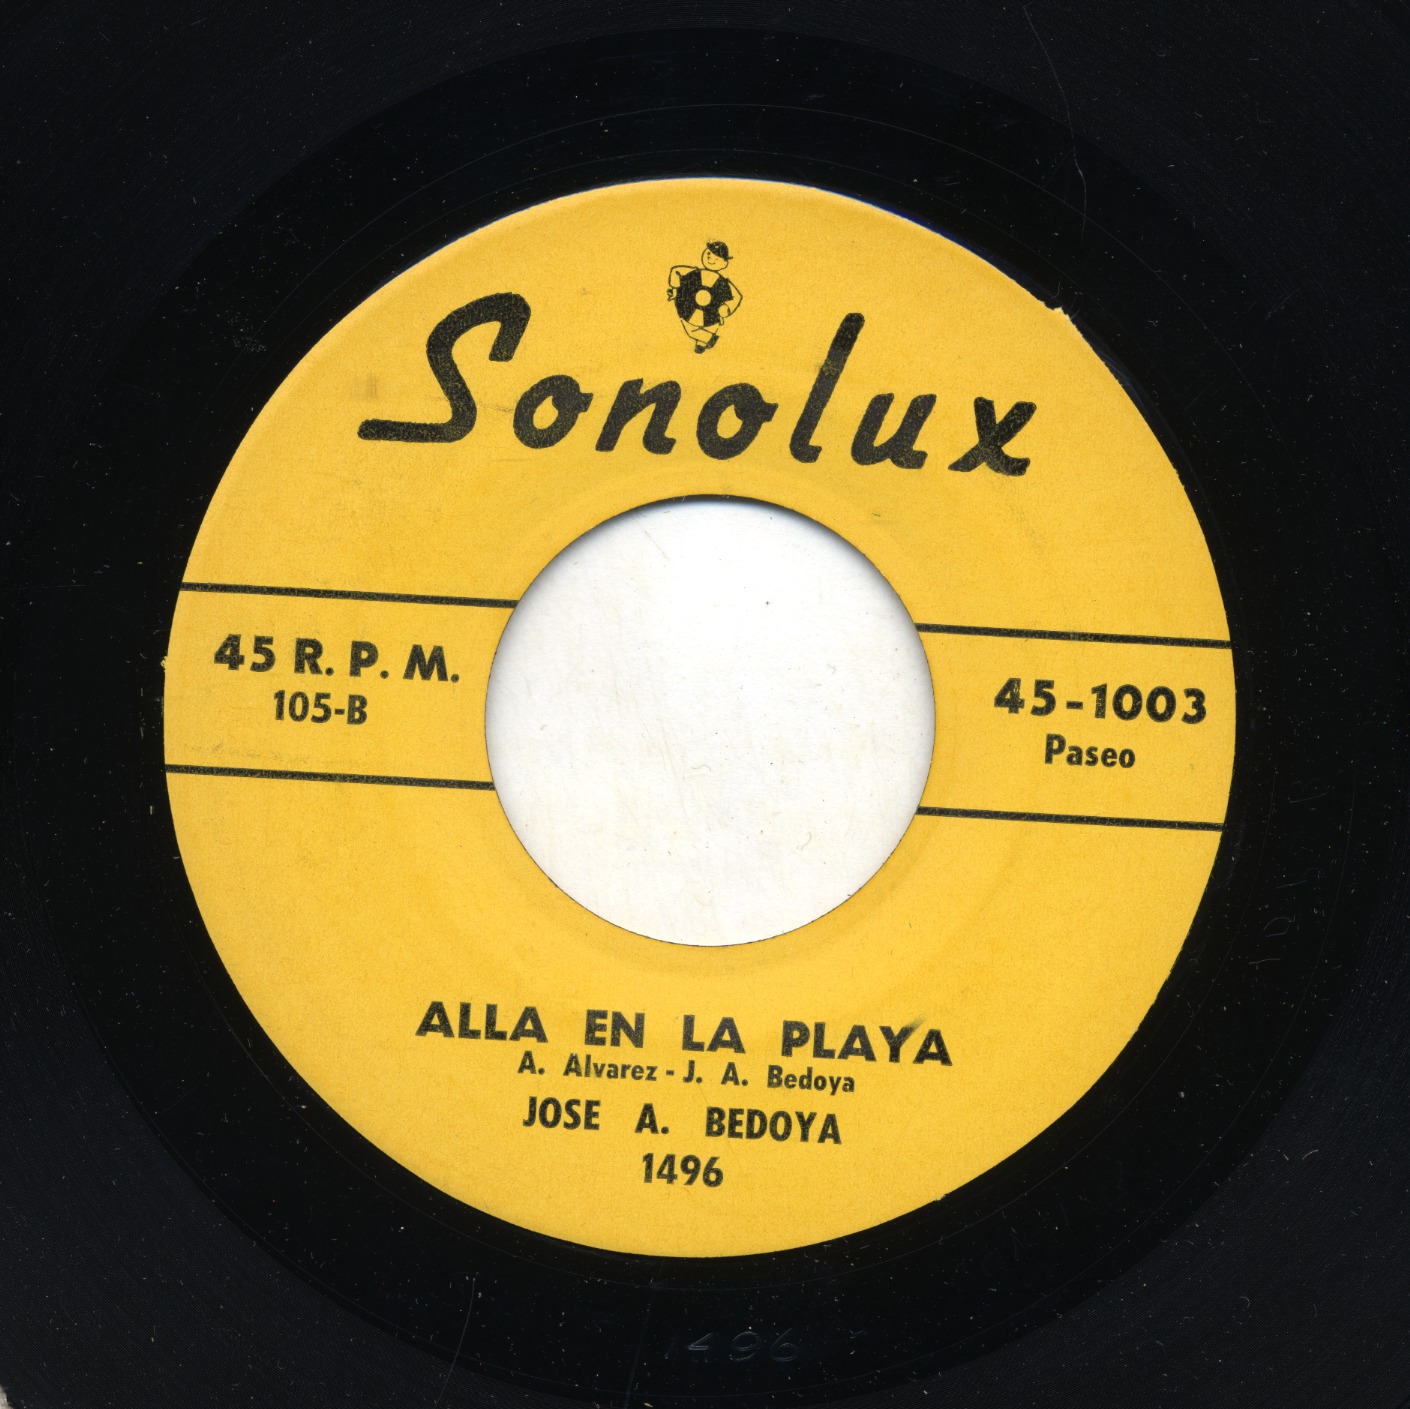 Sonolux
45 R. P. M.
105-B
45-1003
Paseo
ALLA EN LA PLAYA
A. Alvarez - J. A. Bedoya
JOSE A. BEDOYA
1496
1496